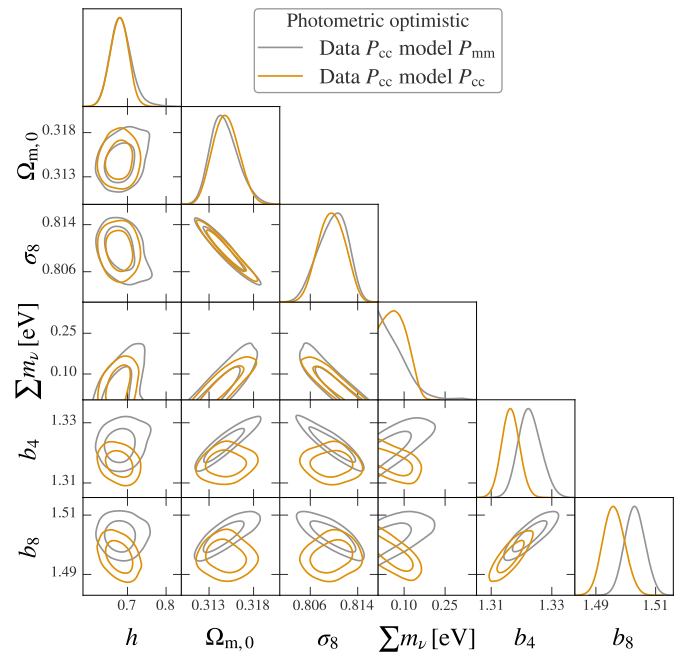 Photometric optimistic
Data P_cc model P_mm
Data P_cc model P_cc
Ω_m,0
0.318
0.313
σ_8
0.814
0.806
∑m_ν [eV]
0.25
0.10
b_4
1.33
1.31
b_8
1.51
1.49
0.7 0.8 0.313 0.318 0.806 0.814 0.10 0.25 1.31 1.33 1.49 1.51
h Ω_m,0 σ_8 ∑m_ν [eV] b_4 b_8